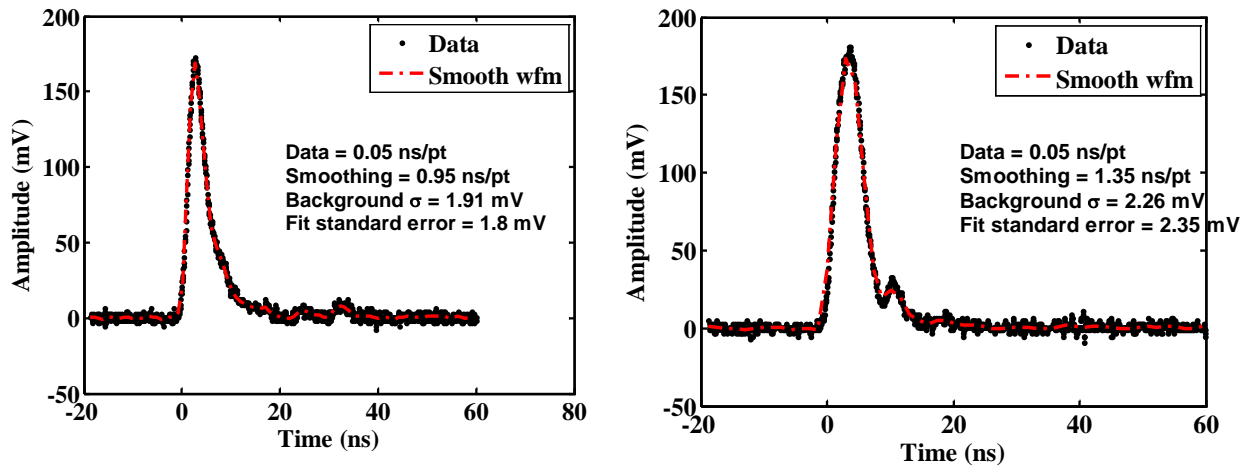 200
150
100
50
0
-50
-20
0
20
40
60
80
Amplitude (mV)
Time (ns)
Data
Smooth wfm
Data = 0.05 ns/pt
Smoothing = 0.95 ns/pt
Background σ = 1.91 mV
Fit standard error = 1.8 mV
200
150
100
50
0
-50
-20
0
20
40
60
Amplitude (mV)
Time (ns)
Data
Smooth wfm
Data = 0.05 ns/pt
Smoothing = 1.35 ns/pt
Background σ = 2.26 mV
Fit standard error = 2.35 mV